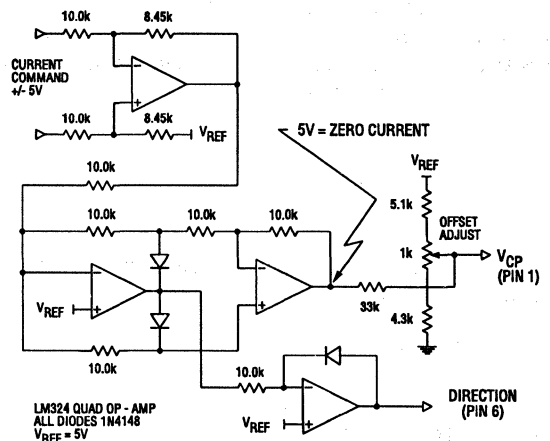 10.0k
8.45k
CURRENT
COMMAND
+/- 5V
−
+
10.0k
8.45k
VREF
5V = ZERO CURRENT
10.0k
VREF
5.1k
OFFSET
ADJUST
1k
VCP
(PIN 1)
10.0k
10.0k
10.0k
−
+
VREF
−
+
33k
4.3k
10.0k
10.0k
−
+
VREF
DIRECTION
(PIN 6)
LM324 QUAD OP - AMP
ALL DIODES 1N4148
VREF = 5V